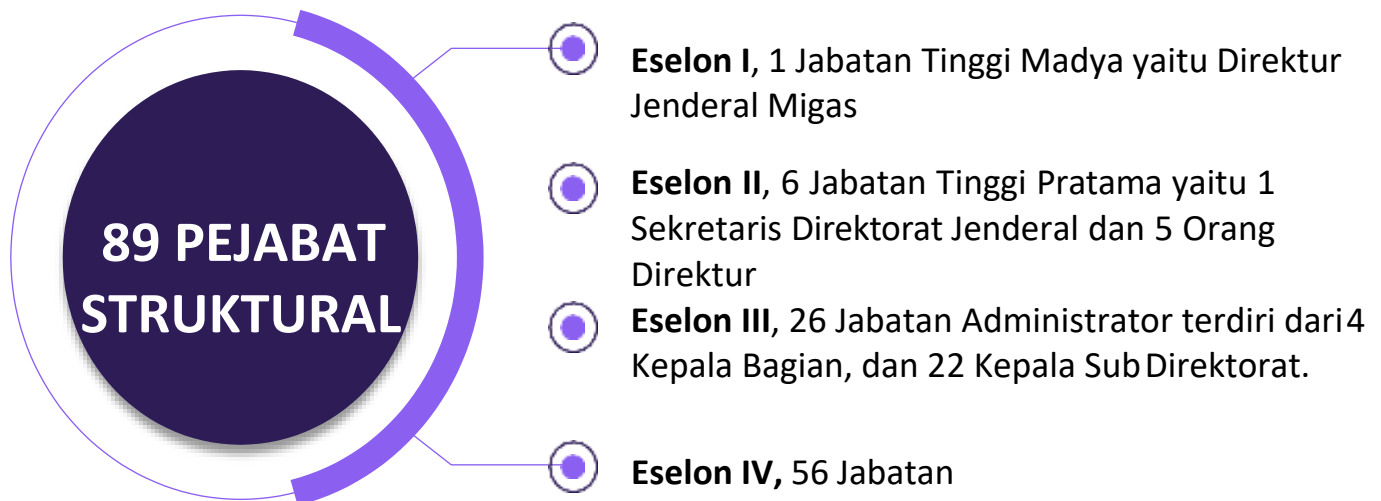 89 PEJABAT
STRUKTURAL
Eselon I, 1 Jabatan Tinggi Madya yaitu Direktur
Jenderal Migas
Eselon II, 6 Jabatan Tinggi Pratama yaitu 1
Sekretaris Direktorat Jenderal dan 5 Orang
Direktur
Eselon III, 26 Jabatan Administrator terdiri dari 4
Kepala Bagian, dan 22 Kepala Sub Direktorat.
Eselon IV, 56 Jabatan